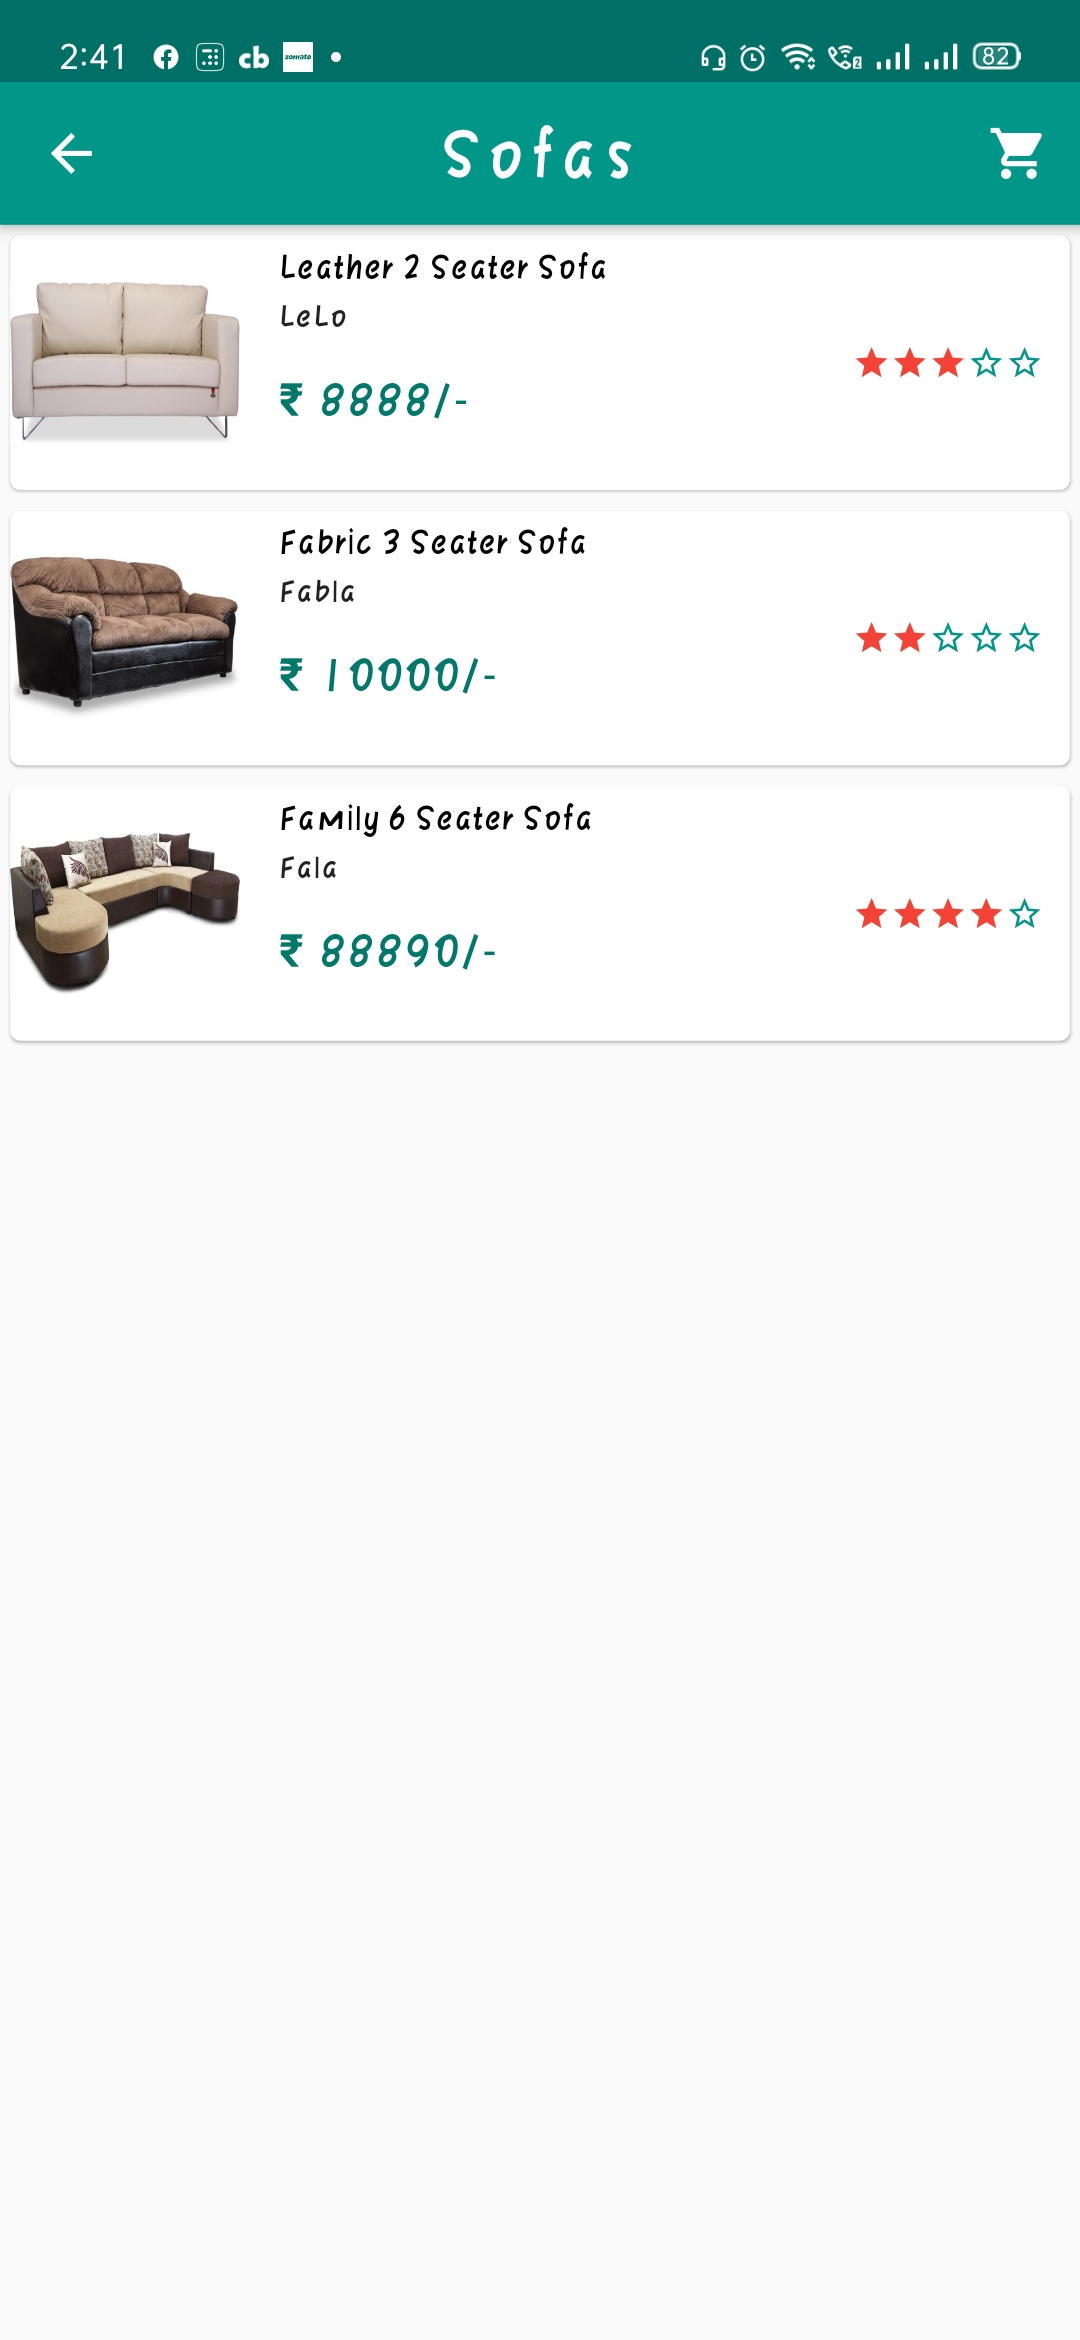 2:41 cb zomato 2 82
Sofas
Leather 2 Seater Sofa
LeLo
₹ 8888/-
Fabric 3 Seater Sofa
Fabla
₹ 10000/-
Family 6 Seater Sofa
Fala
₹ 88890/-